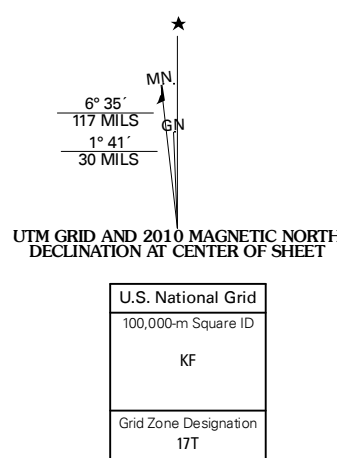 ★
MN
GN
6° 35´
117 MILS
1° 41´
30 MILS
UTM GRID AND 2010 MAGNETIC NORTH
DECLINATION AT CENTER OF SHEET
U.S. National Grid
100,000-m Square ID
KF
Grid Zone Designation
17T